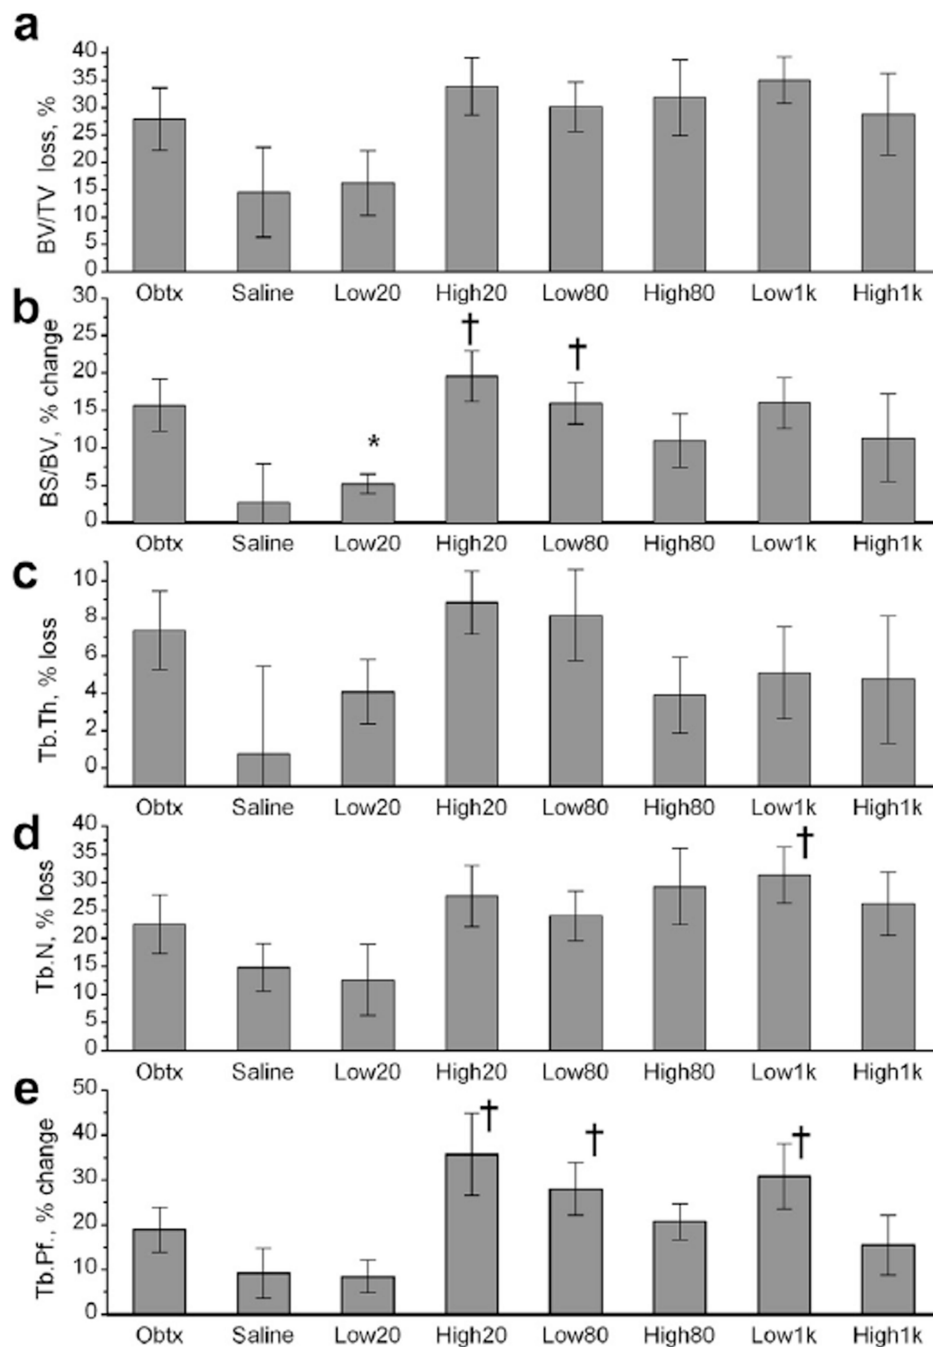 a
BV/TV loss, %
40
35
30
25
20
15
10
5
0
Obtx Saline Low20 High20 Low80 High80 Low1k High1k
b
BS/BV, % change
30
25
20
15
10
5
0
*
†
†
Obtx Saline Low20 High20 Low80 High80 Low1k High1k
c
Tb.Th, % loss
10
8
6
4
2
0
Obtx Saline Low20 High20 Low80 High80 Low1k High1k
d
Tb.N, % loss
40
35
30
25
20
15
10
5
0
†
Obtx Saline Low20 High20 Low80 High80 Low1k High1k
e
Tb.Pf., % change
50
40
30
20
10
0
†
†
†
Obtx Saline Low20 High20 Low80 High80 Low1k High1k